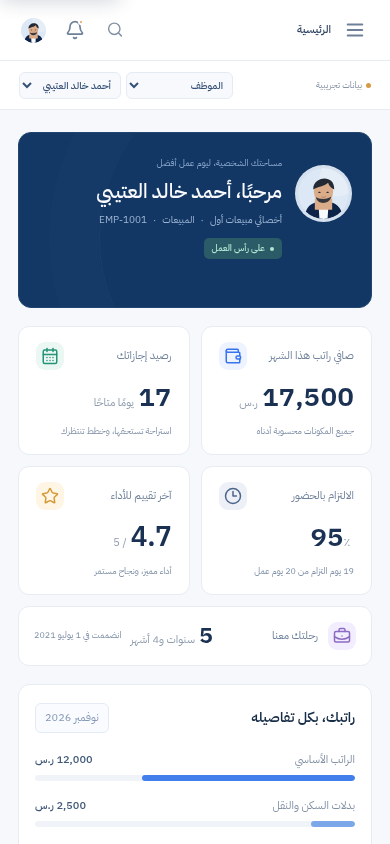 الرئيسية
بيانات تجريبية
الموظف
أحمد خالد العتيبي
مساحتك الشخصية، ليوم عمل أفضل
مرحبًا، أحمد خالد العتيبي
أخصائي مبيعات أول · المبيعات · EMP-1001
على رأس العمل
صافي راتب هذا الشهر
17,500 ر.س
جميع المكونات محسوبة أدناه
رصيد إجازاتك
17 يومًا متاحًا
استراحة تستحقها، وخطط تنتظرك
الالتزام بالحضور
95٪
19 يوم التزام من 20 يوم عمل
آخر تقييم للأداء
4.7 / 5
أداء مميز، ونجاح مستمر
رحلتك معنا
5 سنوات و4 أشهر
انضممت في 1 يوليو 2021
راتبك، بكل تفاصيله
نوفمبر 2026
الراتب الأساسي
12,000 ر.س
بدلات السكن والنقل
2,500 ر.س